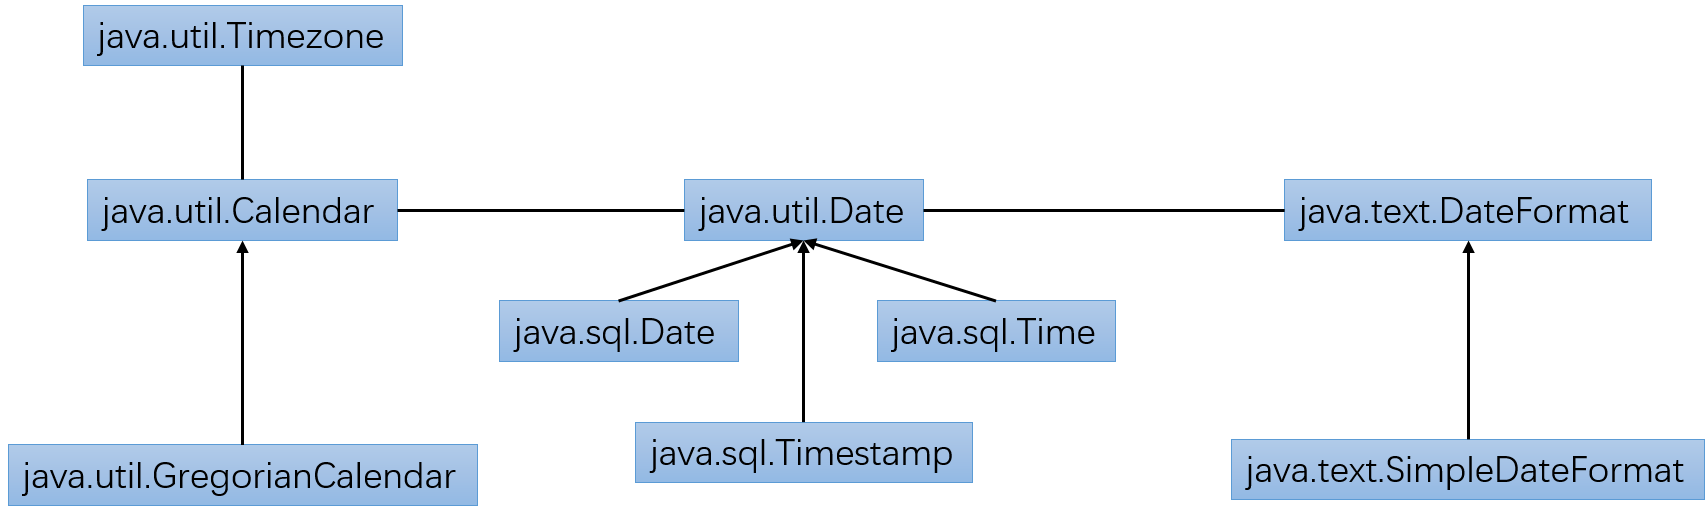 java.util.Timezone
java.util.Calendar
java.util.Date
java.text.DateFormat
java.sql.Date
java.sql.Time
java.sql.Timestamp
java.util.GregorianCalendar
java.text.SimpleDateFormat